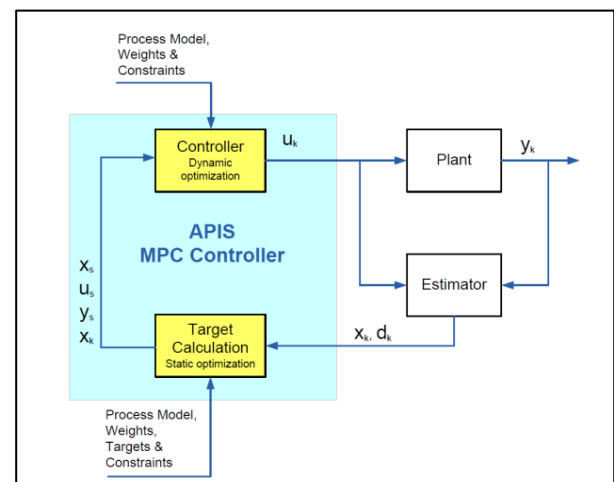 Process Model,
Weights &
Constraints
Controller
Dynamic
optimization
uₖ
Plant
yₖ
APIS
MPC Controller
xₛ
uₛ
yₛ
xₖ
Estimator
Target
Calculation
Static optimization
xₖ, dₖ
Process Model,
Weights,
Targets &
Constraints